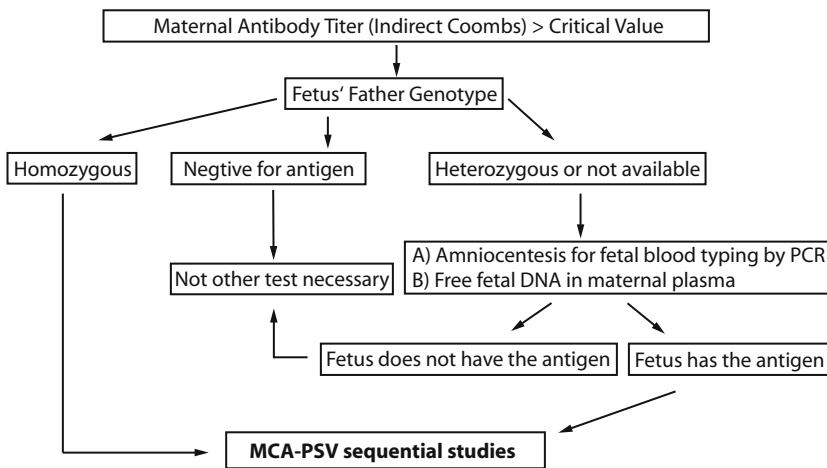 Maternal Antibody Titer (Indirect Coombs) > Critical Value
Fetus‘ Father Genotype
Homozygous
Negtive for antigen
Heterozygous or not available
A) Amniocentesis for fetal blood typing by PCR
B) Free fetal DNA in maternal plasma
Not other test necessary
Fetus does not have the antigen
Fetus has the antigen
MCA-PSV sequential studies